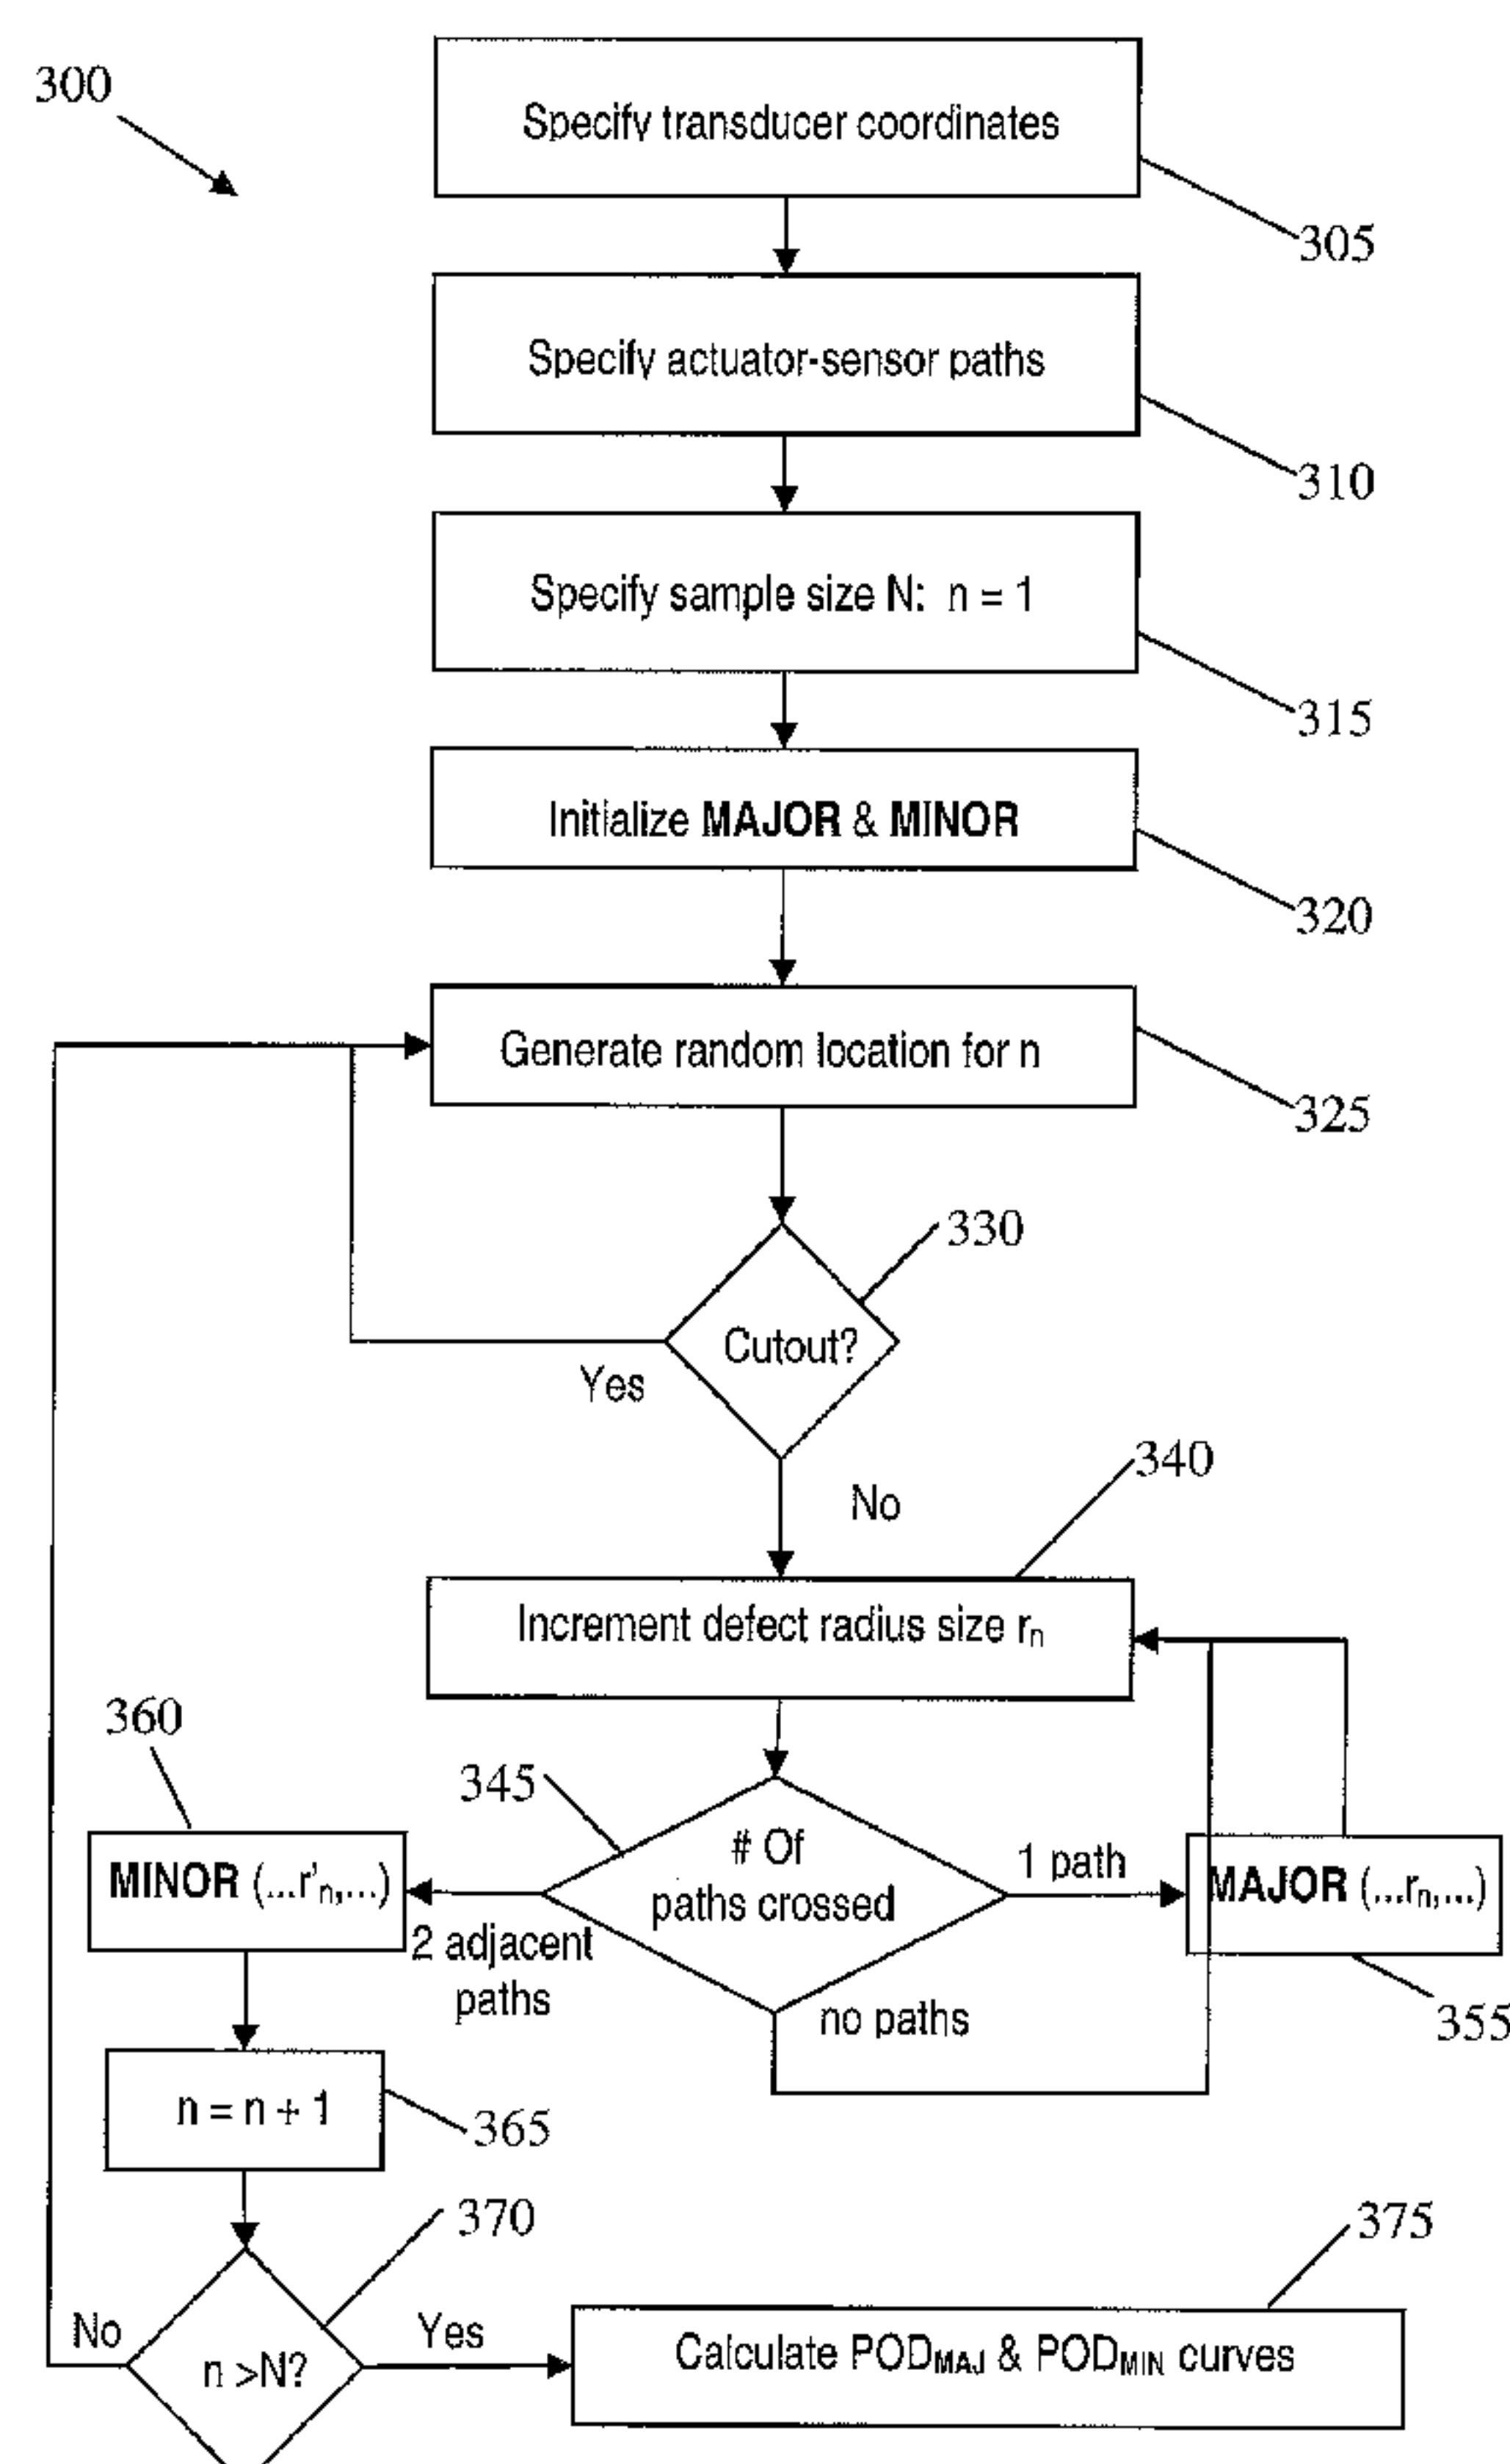 300
Specify transducer coordinates
305
Specify actuator-sensor paths
310
Specify sample size N: n = 1
315
Initialize MAJOR & MINOR
320
Generate random location for n
325
330
Cutout?
Yes
340
No
Increment defect radius size rn
360
345
# Of
paths crossed
1 path
MAJOR (...rn,...)
MINOR (...r'n,...)
2 adjacent
paths
no paths
355
n = n + 1
365
370
375
No
n >N?
Yes
Calculate PODMAJ & PODMIN curves